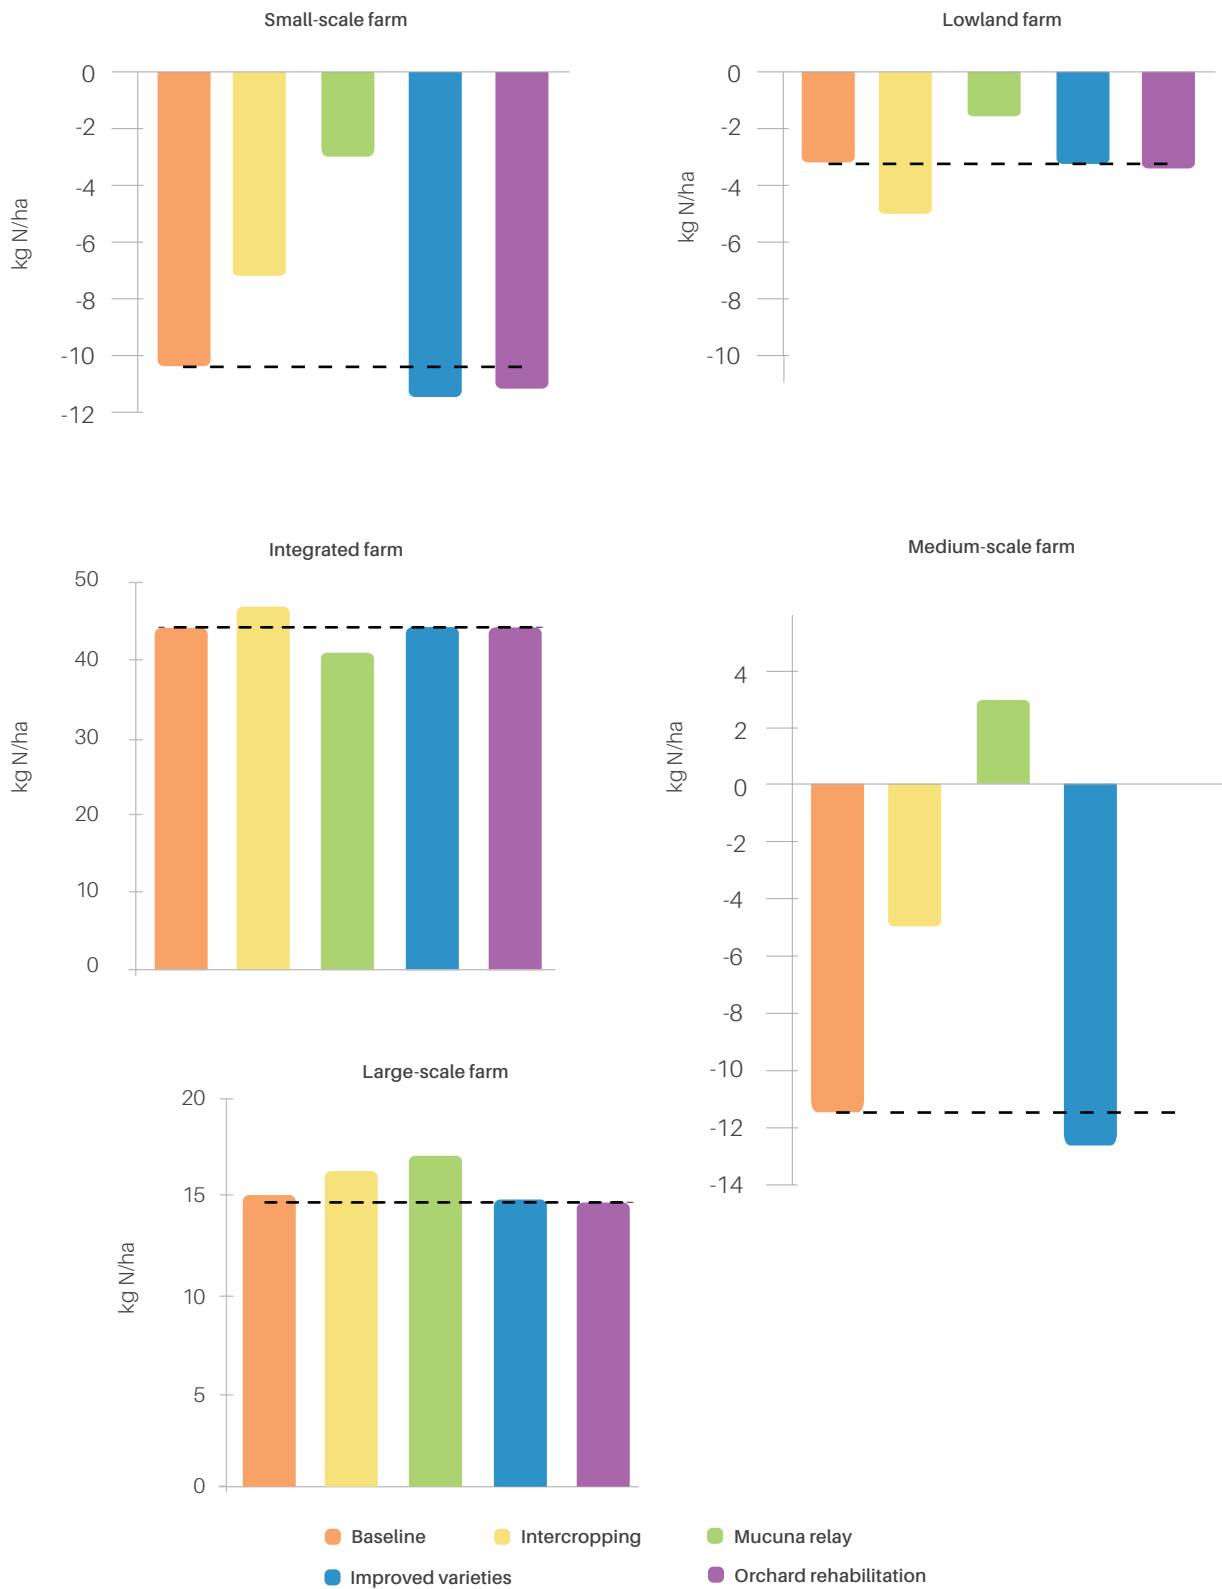 Small-scale farm
0
-2
-4
-6
-8
-10
-12
kg N/ha
Lowland farm
0
-2
-4
-6
-8
-10
kg N/ha
Integrated farm
50
40
30
20
10
0
kg N/ha
Medium-scale farm
4
2
0
-2
-4
-6
-8
-10
-12
-14
kg N/ha
Large-scale farm
20
15
10
5
0
kg N/ha
Baseline
Intercropping
Mucuna relay
Improved varieties
Orchard rehabilitation